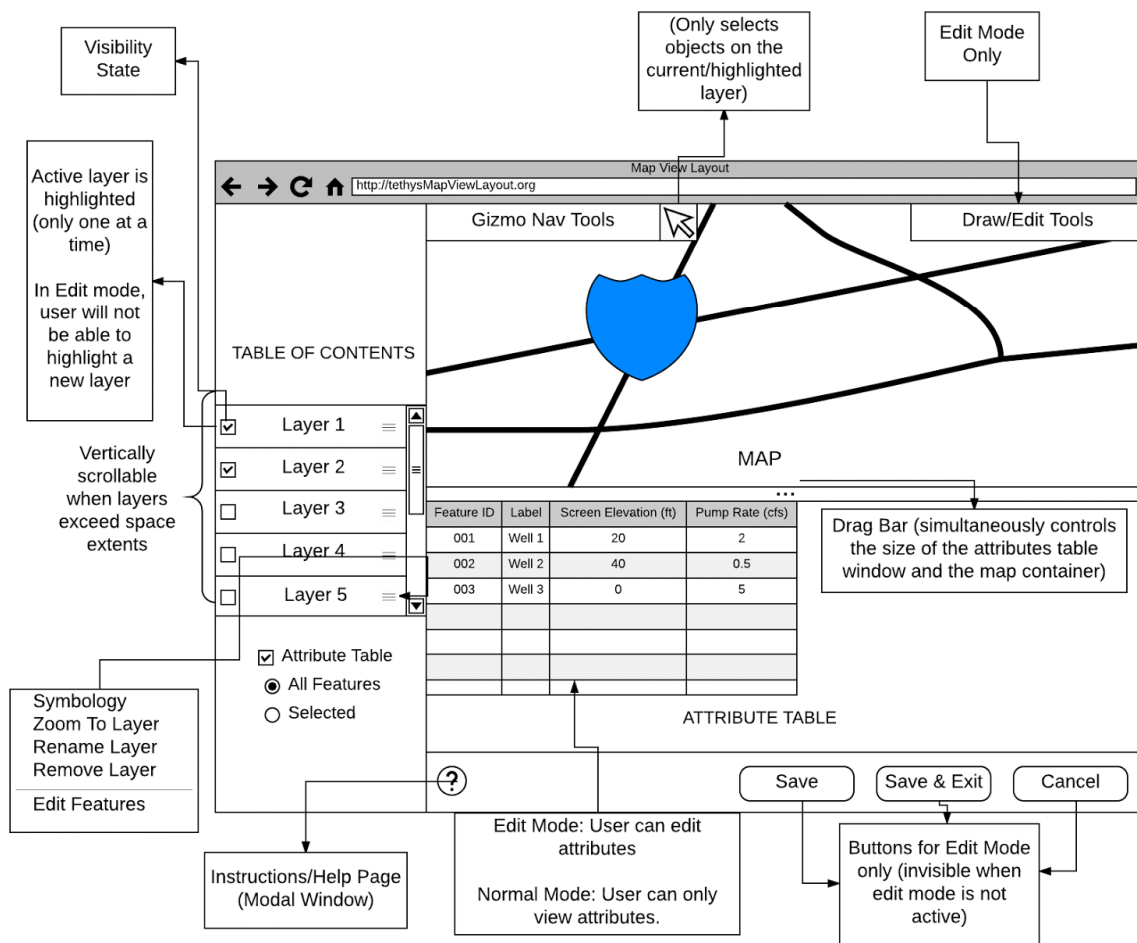 Visibility
State
(Only selects
objects on the
current/highlighted
layer)
Edit Mode
Only
Active layer is
highlighted
(only one at a
time)
In Edit mode,
user will not
be able to
highlight a
new layer
Map View Layout
http://tethysMapViewLayout.org
Gizmo Nav Tools
Draw/Edit Tools
TABLE OF CONTENTS
Layer 1
Layer 2
Layer 3
Layer 4
Layer 5
Vertically
scrollable
when layers
exceed space
extents
MAP
...
Feature ID Label Screen Elevation (ft) Pump Rate (cfs)
001 Well 1 20 2
002 Well 2 40 0.5
003 Well 3 0 5
Drag Bar (simultaneously controls
the size of the attributes table
window and the map container)
Attribute Table
All Features
Selected
ATTRIBUTE TABLE
Symbology
Zoom To Layer
Rename Layer
Remove Layer
Edit Features
?
Save
Save & Exit
Cancel
Instructions/Help Page
(Modal Window)
Edit Mode: User can edit
attributes
Normal Mode: User can only
view attributes.
Buttons for Edit Mode
only (invisible when
edit mode is not
active)